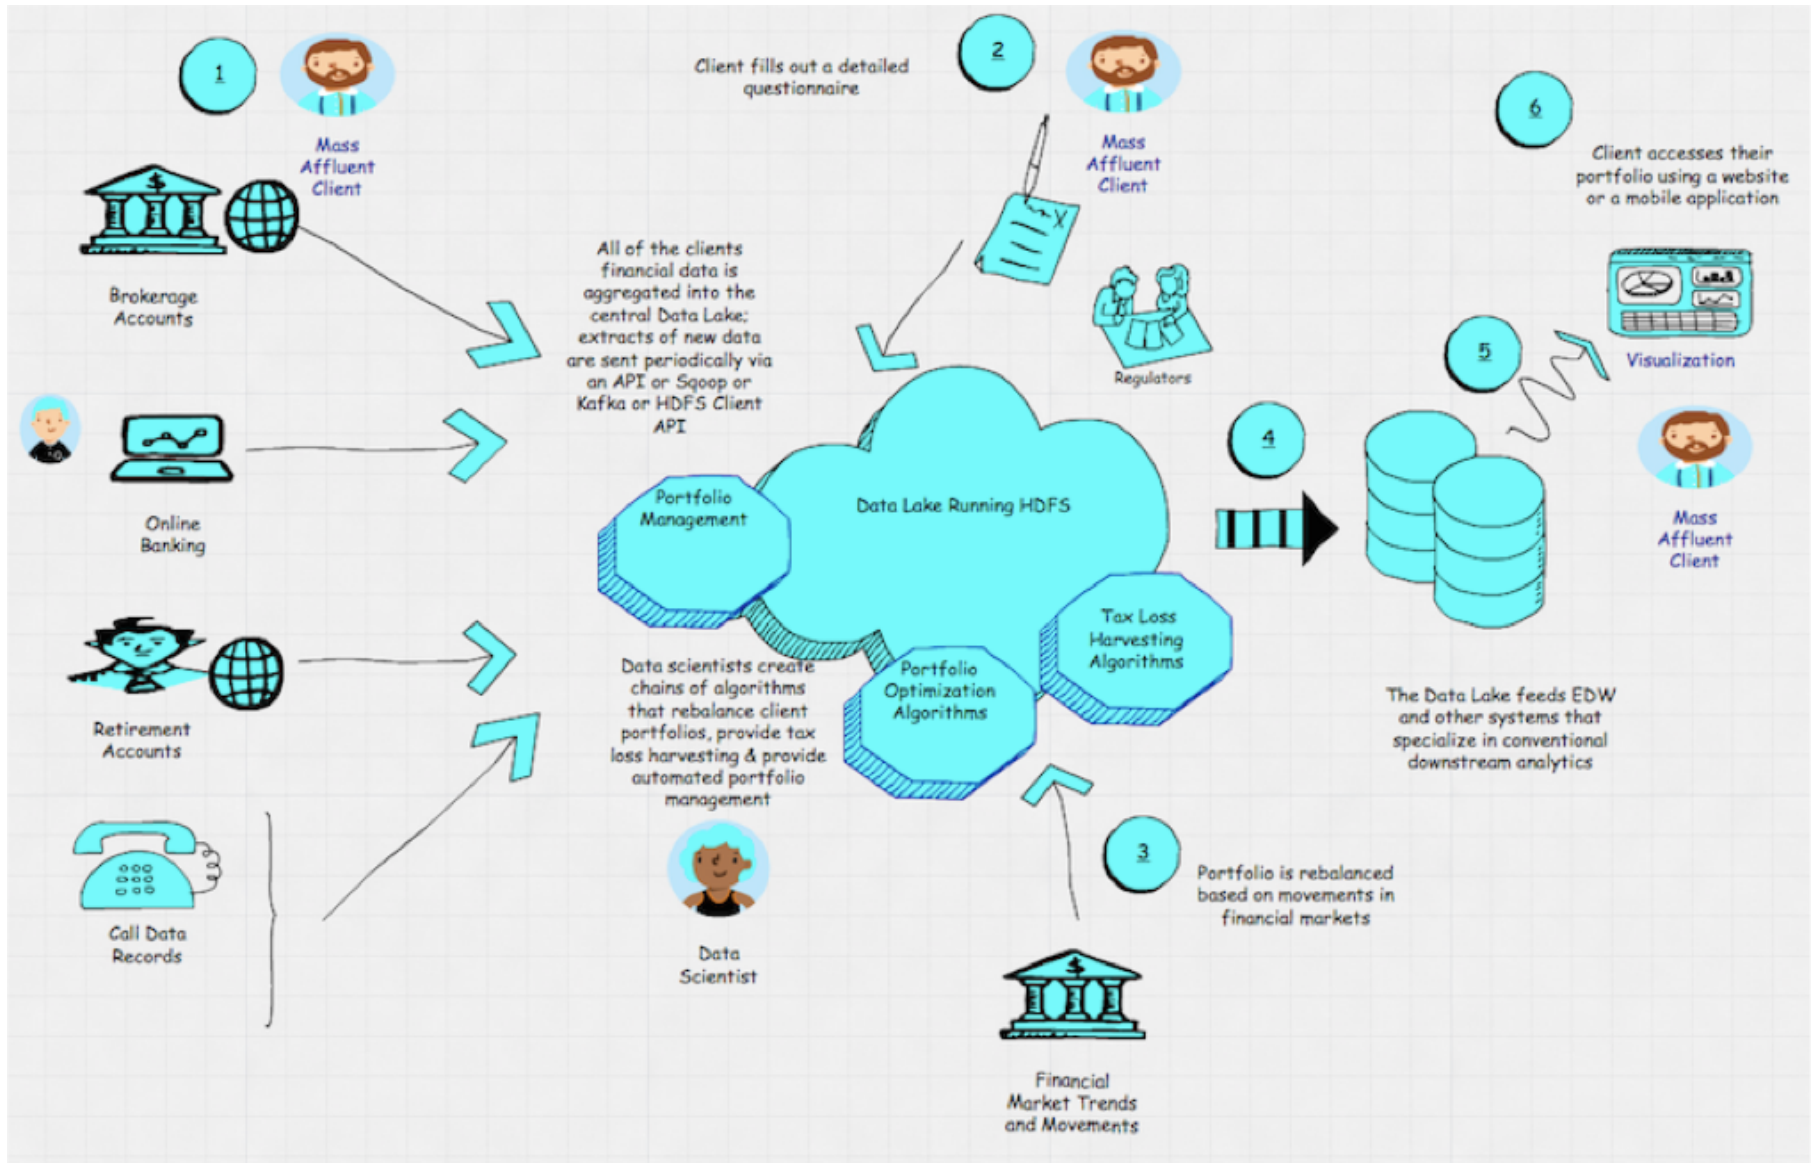 1
Mass
Affluent
Client
Brokerage
Accounts
Online
Banking
Retirement
Accounts
Call Data
Records
All of the clients
financial data is
aggregated into the
central Data Lake;
extracts of new data
are sent periodically via
an API or Sqoop or
Kafka or HDFS Client
API
2
Client fills out a detailed
questionnaire
Mass
Affluent
Client
Regulators
Data Lake Running HDFS
Portfolio
Management
Portfolio
Optimization
Algorithms
Tax Loss
Harvesting
Algorithms
Data scientists create
chains of algorithms
that rebalance client
portfolios, provide tax
loss harvesting & provide
automated portfolio
management
Data
Scientist
3
Portfolio is rebalanced
based on movements in
financial markets
Financial
Market Trends
and Movements
4
The Data Lake feeds EDW
and other systems that
specialize in conventional
downstream analytics
5
6
Client accesses their
portfolio using a website
or a mobile application
Visualization
Mass
Affluent
Client